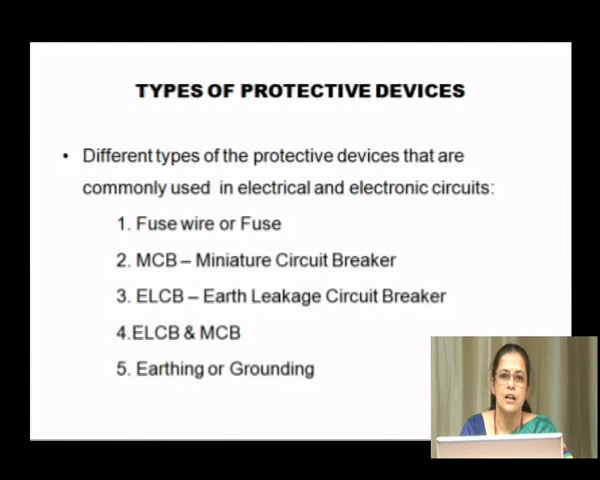 TYPES OF PROTECTIVE DEVICES
• Different types of the protective devices that are
commonly used in electrical and electronic circuits:
1. Fuse wire or Fuse
2. MCB – Miniature Circuit Breaker
3. ELCB – Earth Leakage Circuit Breaker
4.ELCB & MCB
5. Earthing or Grounding